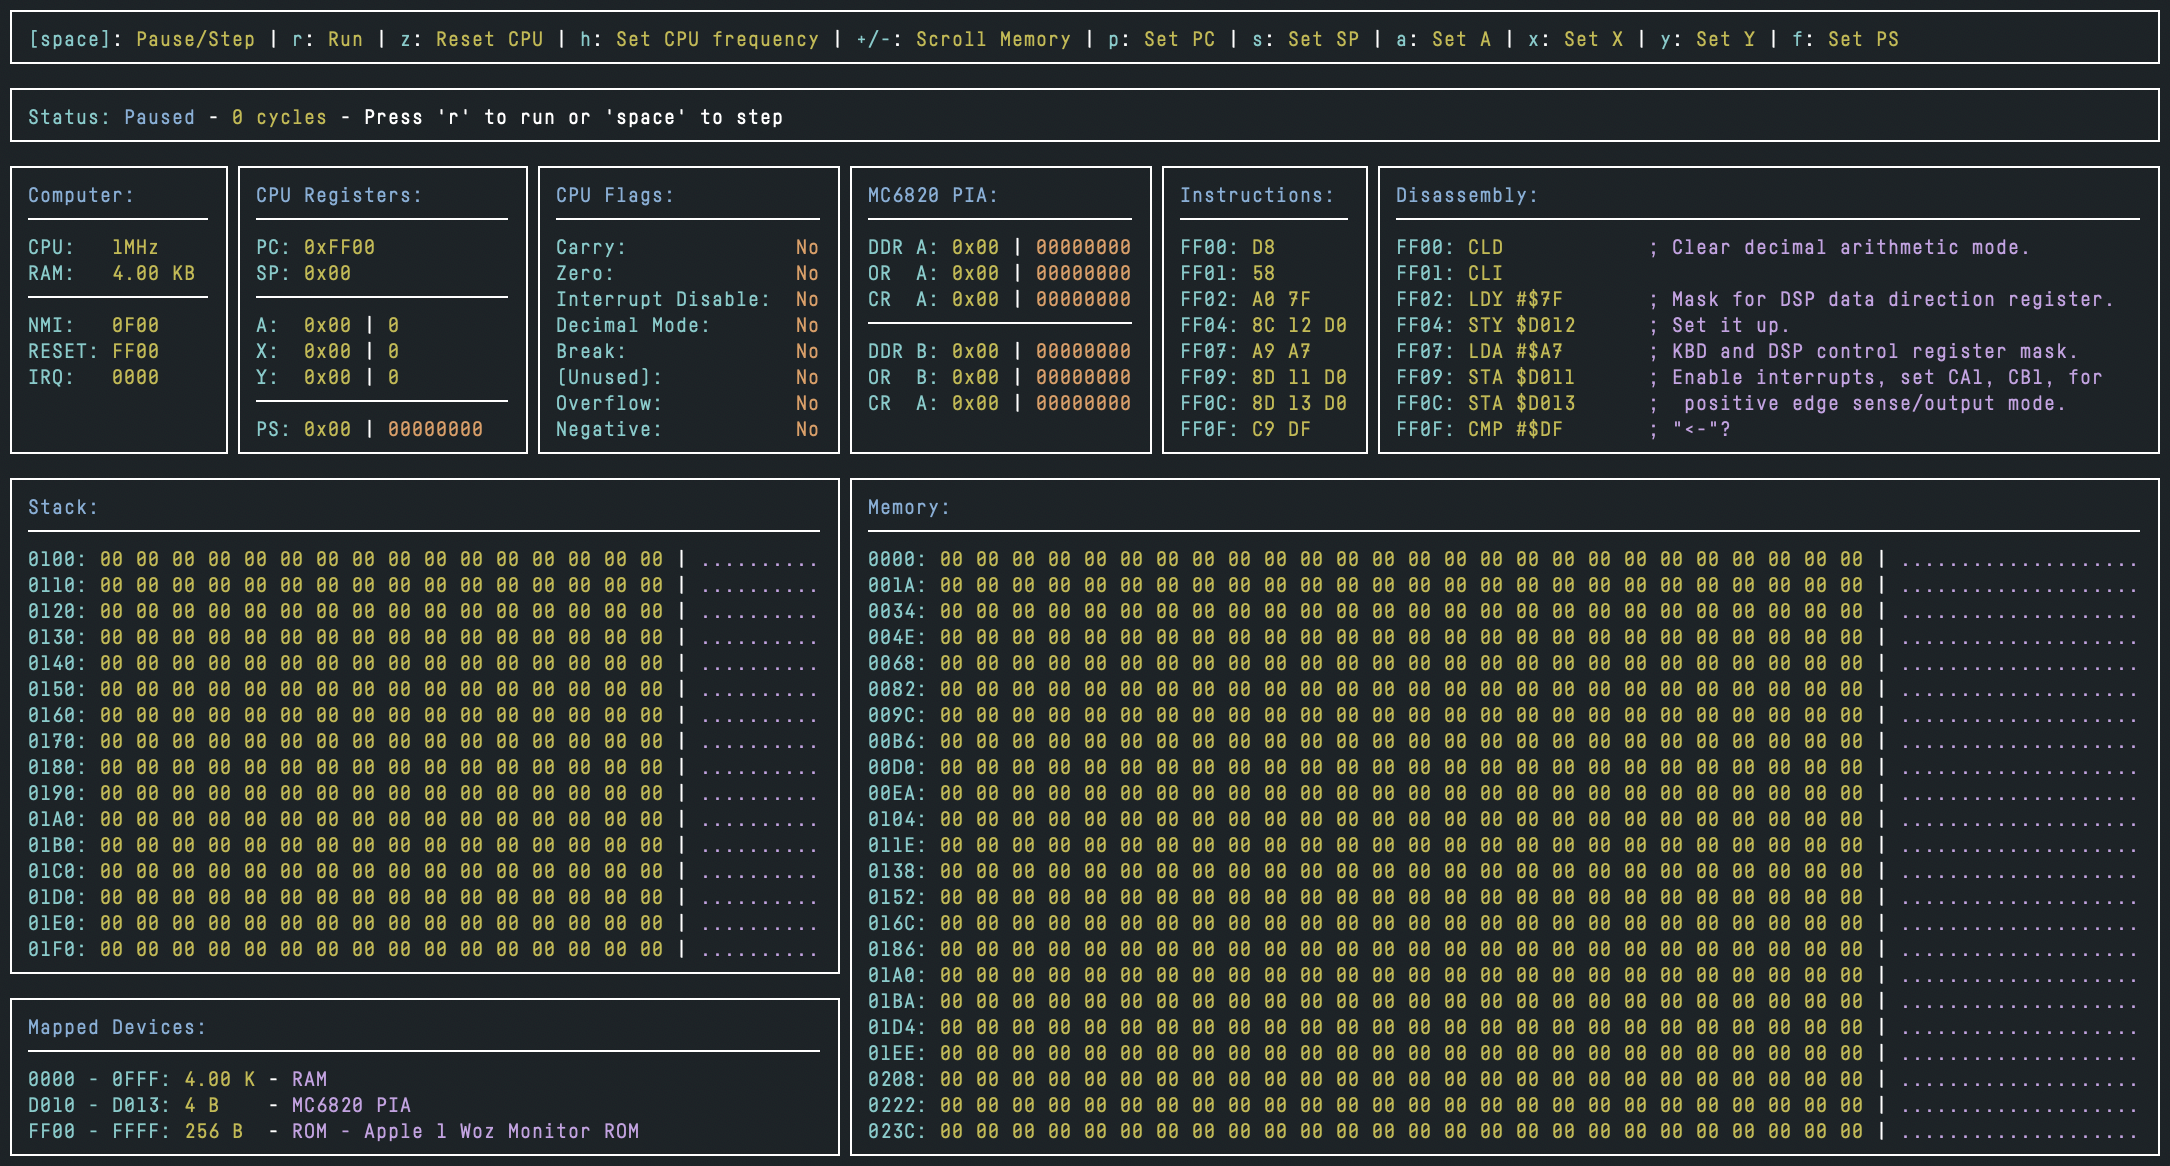 [space]: Pause/Step | r: Run | z: Reset CPU | h: Set CPU frequency | +/-: Scroll Memory | p: Set PC | s: Set SP | a: Set A | x: Set X | y: Set Y | f: Set PS
Status: Paused - 0 cycles - Press 'r' to run or 'space' to step
Computer:
CPU: 1MHz
RAM: 4.00 KB
NMI: 0F00
RESET: FF00
IRQ: 0000
CPU Registers:
PC: 0xFF00
SP: 0x00
A: 0x00 | 0
X: 0x00 | 0
Y: 0x00 | 0
PS: 0x00 | 00000000
CPU Flags:
Carry: No
Zero: No
Interrupt Disable: No
Decimal Mode: No
Break: No
[Unused]: No
Overflow: No
Negative: No
MC6820 PIA:
DDR A: 0x00 | 00000000
OR A: 0x00 | 00000000
CR A: 0x00 | 00000000
DDR B: 0x00 | 00000000
OR B: 0x00 | 00000000
CR A: 0x00 | 00000000
Instructions:
FF00: D8
FF01: 58
FF02: A0 7F
FF04: 8C 12 D0
FF07: A9 A7
FF09: 8D 11 D0
FF0C: 8D 13 D0
FF0F: C9 DF
Disassembly:
FF00: CLD ; Clear decimal arithmetic mode.
FF01: CLI
FF02: LDY #$7F ; Mask for DSP data direction register.
FF04: STY $D012 ; Set it up.
FF07: LDA #$A7 ; KBD and DSP control register mask.
FF09: STA $D011 ; Enable interrupts, set CA1, CB1, for
FF0C: STA $D013 ; positive edge sense/output mode.
FF0F: CMP #$DF ; "<-"?
Stack:
0100: 00 00 00 00 00 00 00 00 00 00 00 00 00 00 00 00 | ..........
0110: 00 00 00 00 00 00 00 00 00 00 00 00 00 00 00 00 | ..........
0120: 00 00 00 00 00 00 00 00 00 00 00 00 00 00 00 00 | ..........
0130: 00 00 00 00 00 00 00 00 00 00 00 00 00 00 00 00 | ..........
0140: 00 00 00 00 00 00 00 00 00 00 00 00 00 00 00 00 | ..........
0150: 00 00 00 00 00 00 00 00 00 00 00 00 00 00 00 00 | ..........
0160: 00 00 00 00 00 00 00 00 00 00 00 00 00 00 00 00 | ..........
0170: 00 00 00 00 00 00 00 00 00 00 00 00 00 00 00 00 | ..........
0180: 00 00 00 00 00 00 00 00 00 00 00 00 00 00 00 00 | ..........
0190: 00 00 00 00 00 00 00 00 00 00 00 00 00 00 00 00 | ..........
01A0: 00 00 00 00 00 00 00 00 00 00 00 00 00 00 00 00 | ..........
01B0: 00 00 00 00 00 00 00 00 00 00 00 00 00 00 00 00 | ..........
01C0: 00 00 00 00 00 00 00 00 00 00 00 00 00 00 00 00 | ..........
01D0: 00 00 00 00 00 00 00 00 00 00 00 00 00 00 00 00 | ..........
01E0: 00 00 00 00 00 00 00 00 00 00 00 00 00 00 00 00 | ..........
01F0: 00 00 00 00 00 00 00 00 00 00 00 00 00 00 00 00 | ..........
Mapped Devices:
0000 - 0FFF: 4.00 K - RAM
D010 - D013: 4 B - MC6820 PIA
FF00 - FFFF: 256 B - ROM - Apple 1 Woz Monitor ROM
Memory:
0000: 00 00 00 00 00 00 00 00 00 00 00 00 00 00 00 00 00 00 00 00 00 00 00 00 00 00 | ....................
001A: 00 00 00 00 00 00 00 00 00 00 00 00 00 00 00 00 00 00 00 00 00 00 00 00 00 00 | ....................
0034: 00 00 00 00 00 00 00 00 00 00 00 00 00 00 00 00 00 00 00 00 00 00 00 00 00 00 | ....................
004E: 00 00 00 00 00 00 00 00 00 00 00 00 00 00 00 00 00 00 00 00 00 00 00 00 00 00 | ....................
0068: 00 00 00 00 00 00 00 00 00 00 00 00 00 00 00 00 00 00 00 00 00 00 00 00 00 00 | ....................
0082: 00 00 00 00 00 00 00 00 00 00 00 00 00 00 00 00 00 00 00 00 00 00 00 00 00 00 | ....................
009C: 00 00 00 00 00 00 00 00 00 00 00 00 00 00 00 00 00 00 00 00 00 00 00 00 00 00 | ....................
00B6: 00 00 00 00 00 00 00 00 00 00 00 00 00 00 00 00 00 00 00 00 00 00 00 00 00 00 | ....................
00D0: 00 00 00 00 00 00 00 00 00 00 00 00 00 00 00 00 00 00 00 00 00 00 00 00 00 00 | ....................
00EA: 00 00 00 00 00 00 00 00 00 00 00 00 00 00 00 00 00 00 00 00 00 00 00 00 00 00 | ....................
0104: 00 00 00 00 00 00 00 00 00 00 00 00 00 00 00 00 00 00 00 00 00 00 00 00 00 00 | ....................
011E: 00 00 00 00 00 00 00 00 00 00 00 00 00 00 00 00 00 00 00 00 00 00 00 00 00 00 | ....................
0138: 00 00 00 00 00 00 00 00 00 00 00 00 00 00 00 00 00 00 00 00 00 00 00 00 00 00 | ....................
0152: 00 00 00 00 00 00 00 00 00 00 00 00 00 00 00 00 00 00 00 00 00 00 00 00 00 00 | ....................
016C: 00 00 00 00 00 00 00 00 00 00 00 00 00 00 00 00 00 00 00 00 00 00 00 00 00 00 | ....................
0186: 00 00 00 00 00 00 00 00 00 00 00 00 00 00 00 00 00 00 00 00 00 00 00 00 00 00 | ....................
01A0: 00 00 00 00 00 00 00 00 00 00 00 00 00 00 00 00 00 00 00 00 00 00 00 00 00 00 | ....................
01BA: 00 00 00 00 00 00 00 00 00 00 00 00 00 00 00 00 00 00 00 00 00 00 00 00 00 00 | ....................
01D4: 00 00 00 00 00 00 00 00 00 00 00 00 00 00 00 00 00 00 00 00 00 00 00 00 00 00 | ....................
01EE: 00 00 00 00 00 00 00 00 00 00 00 00 00 00 00 00 00 00 00 00 00 00 00 00 00 00 | ....................
0208: 00 00 00 00 00 00 00 00 00 00 00 00 00 00 00 00 00 00 00 00 00 00 00 00 00 00 | ....................
0222: 00 00 00 00 00 00 00 00 00 00 00 00 00 00 00 00 00 00 00 00 00 00 00 00 00 00 | ....................
023C: 00 00 00 00 00 00 00 00 00 00 00 00 00 00 00 00 00 00 00 00 00 00 00 00 00 00 | ....................